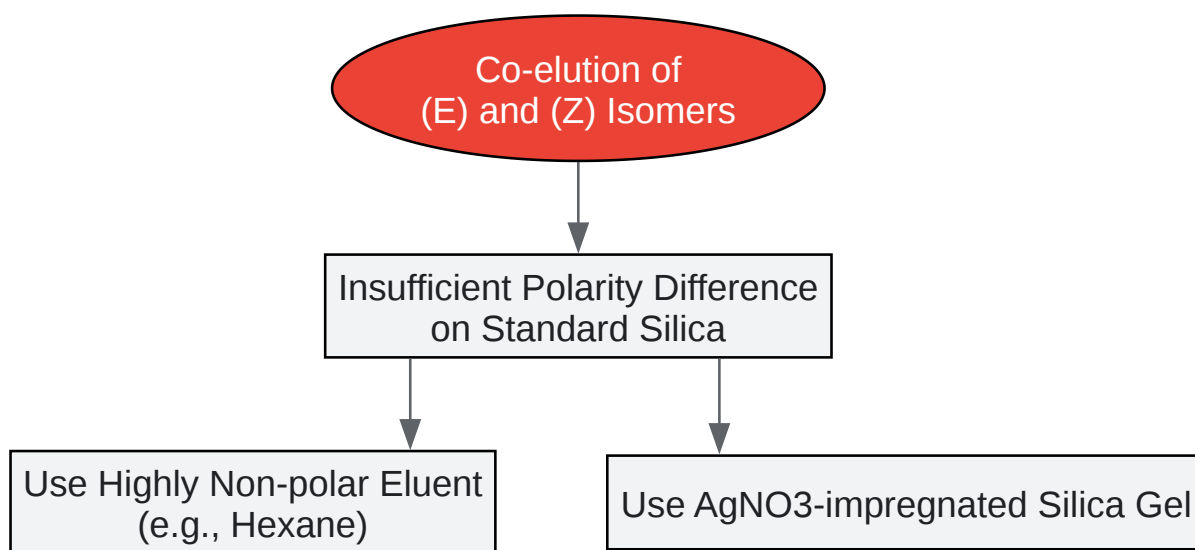 Co-elution of
(E) and (Z) Isomers
Insufficient Polarity Difference
on Standard Silica
Use Highly Non-polar Eluent
(e.g., Hexane)
Use AgNO3-impregnated Silica Gel